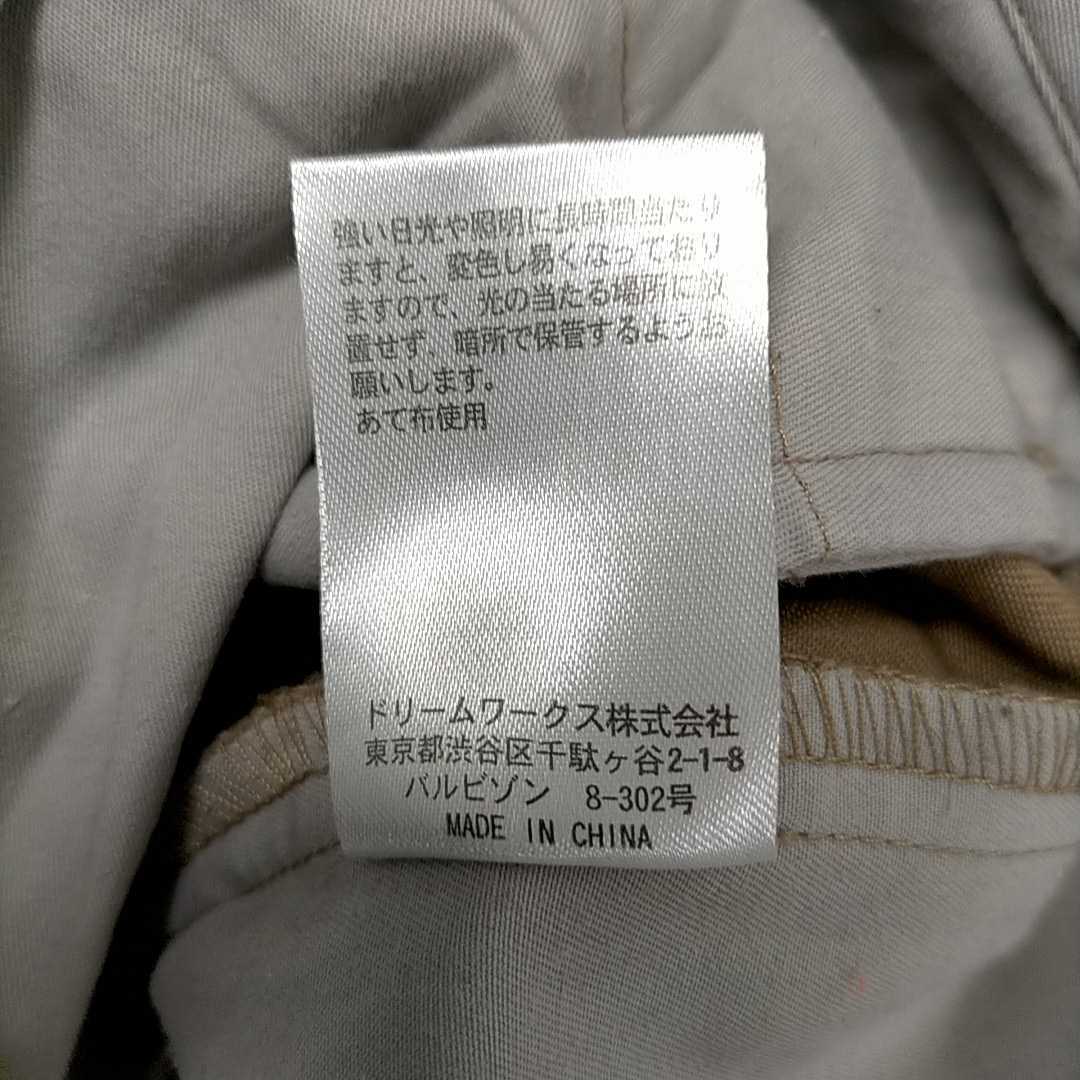 強い日光や照明に長時間当たり
ますと、変色し易くなっており
ますので、光の当たる場所に放
置せず、暗所で保管するようお
願いします。
あて布使用
ドリームワークス株式会社
東京都渋谷区千駄ヶ谷2-1-8
バルビゾン 8-302号
MADE IN CHINA